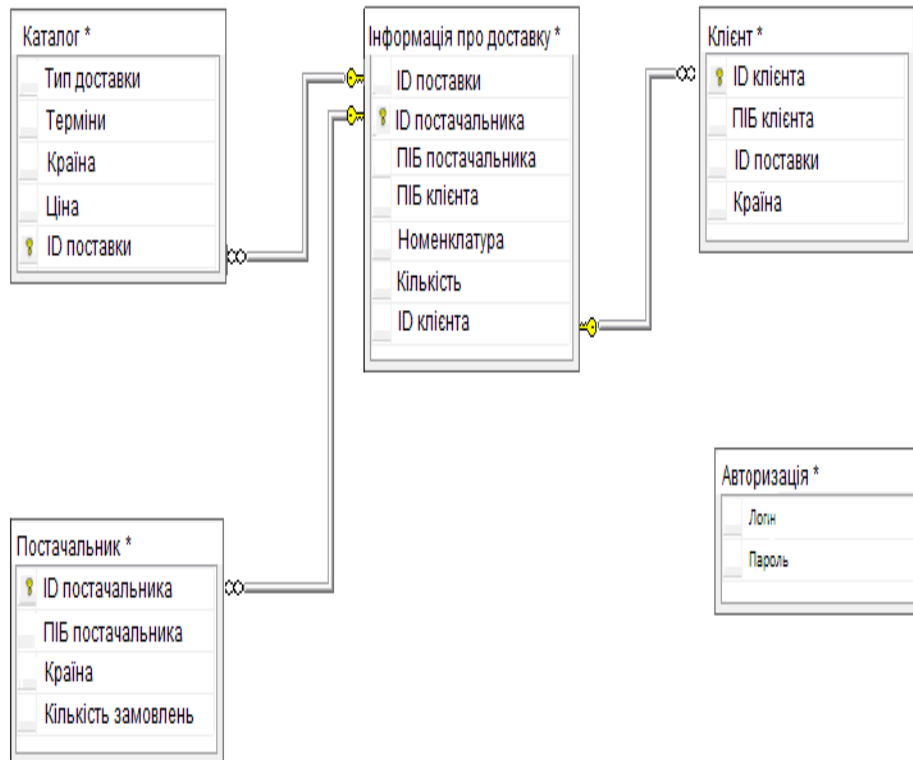 Каталог *
Тип доставки
Терміни
Країна
Ціна
ID поставки
Інформація про доставку *
ID поставки
ID постачальника
ПІБ постачальника
ПІБ клієнта
Номенклатура
Кількість
ID клієнта
Клієнт *
ID клієнта
ПІБ клієнта
ID поставки
Країна
Постачальник *
ID постачальника
ПІБ постачальника
Країна
Кількість замовлень
Авторизація *
Логін
Пароль